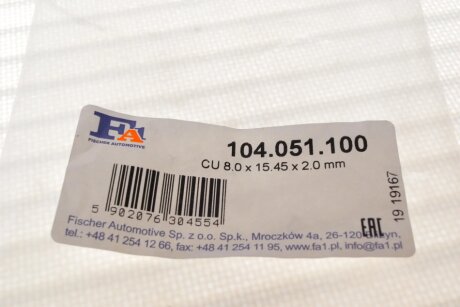 FA1
FISCHER AUTOMOTIVE
104.051.100
CU 8.0 x 15.45 x 2.0 mm
5 902076 304554
EAC
19 19167
Fischer Automotive Sp. z o.o. Sp.k., Mroczków 4a, 26-120 Bliżyn,
tel.: +48 41 254 12 66, fax: +48 41 254 11 95, www.fa1.pl, info@fa1.pl